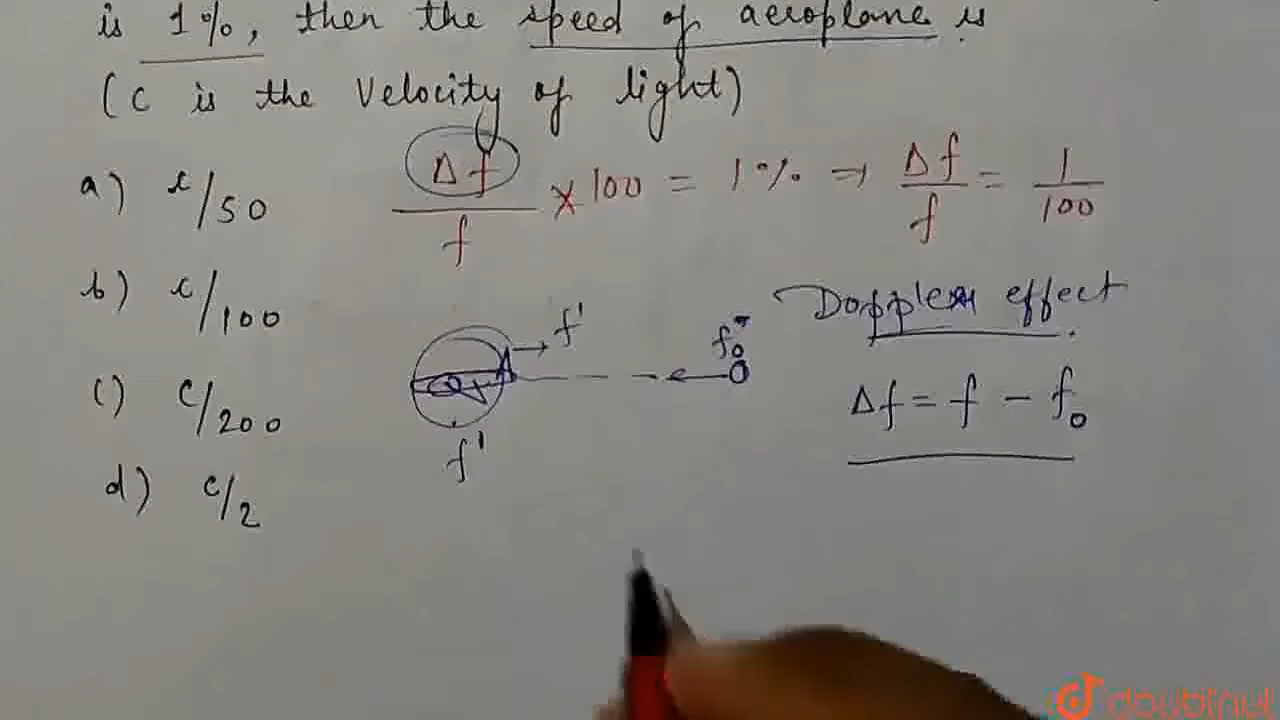 is 1%, then the speed of aeroplane is
(c is the velocity of light)
a) c/50
Δf/f × 100 = 1% ⇒ Δf/f = 1/100
b) c/100
f'
f₀
Doppler effect
c) c/200
f'
Δf = f - f₀
d) c/2
doubtnut